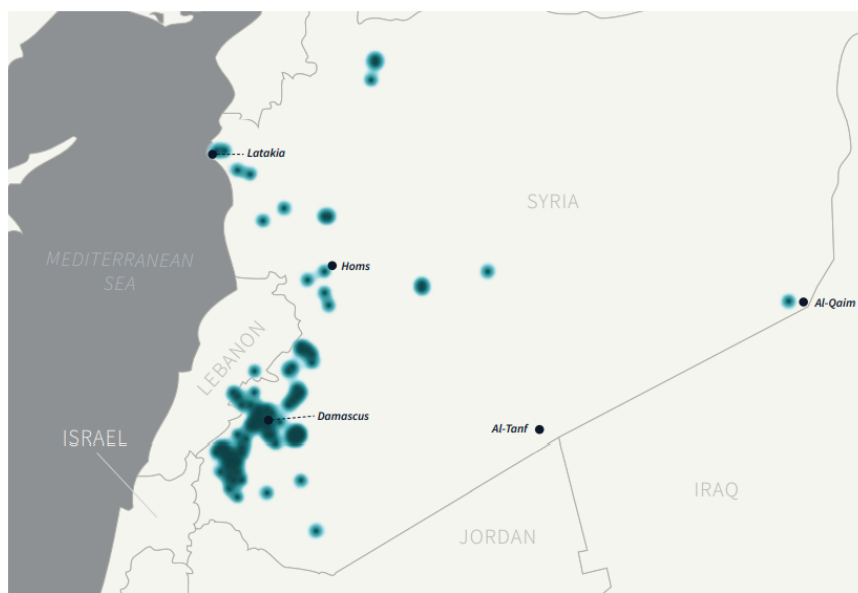 Latakia
SYRIA
MEDITERRANEAN
SEA
Homs
Al-Qaim
LEBANON
Damascus
Al-Tanf
ISRAEL
IRAQ
JORDAN